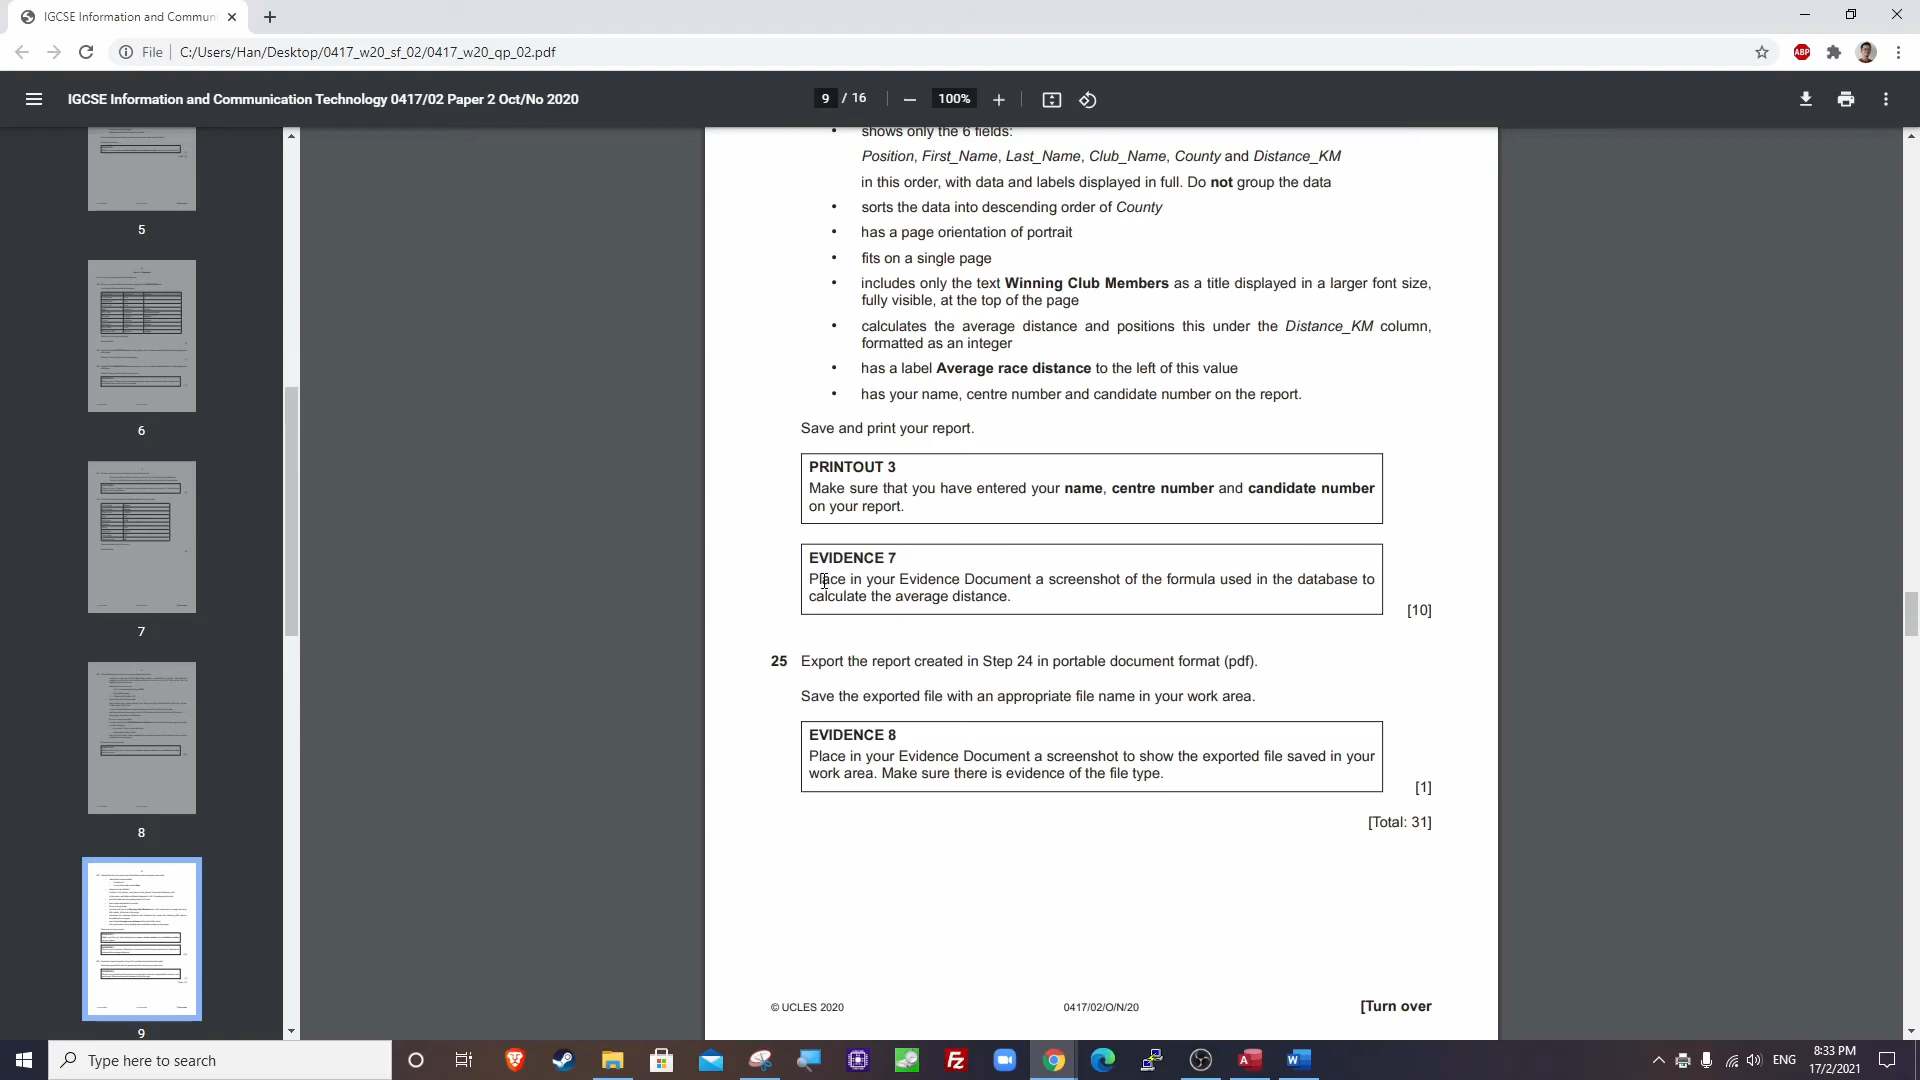 IGCSE Information and Commun
File C:/Users/Han/Desktop/0417_w20_sf_02/0417_w20_qp_02.pdf
ABP
IGCSE Information and Communication Technology 0417/02 Paper 2 Oct/No 2020
9 / 16
100%
5
6
7
8
9
• shows only the 6 fields:
Position, First_Name, Last_Name, Club_Name, County and Distance_KM
in this order, with data and labels displayed in full. Do not group the data
• sorts the data into descending order of County
• has a page orientation of portrait
• fits on a single page
• includes only the text Winning Club Members as a title displayed in a larger font size,
fully visible, at the top of the page
• calculates the average distance and positions this under the Distance_KM column,
formatted as an integer
• has a label Average race distance to the left of this value
• has your name, centre number and candidate number on the report.
Save and print your report.
PRINTOUT 3
Make sure that you have entered your name, centre number and candidate number
on your report.
EVIDENCE 7
Place in your Evidence Document a screenshot of the formula used in the database to
calculate the average distance.
[10]
25 Export the report created in Step 24 in portable document format (pdf).
Save the exported file with an appropriate file name in your work area.
EVIDENCE 8
Place in your Evidence Document a screenshot to show the exported file saved in your
work area. Make sure there is evidence of the file type.
[1]
[Total: 31]
© UCLES 2020
0417/02/O/N/20
[Turn over
Type here to search
ENG
8:33 PM
17/2/2021